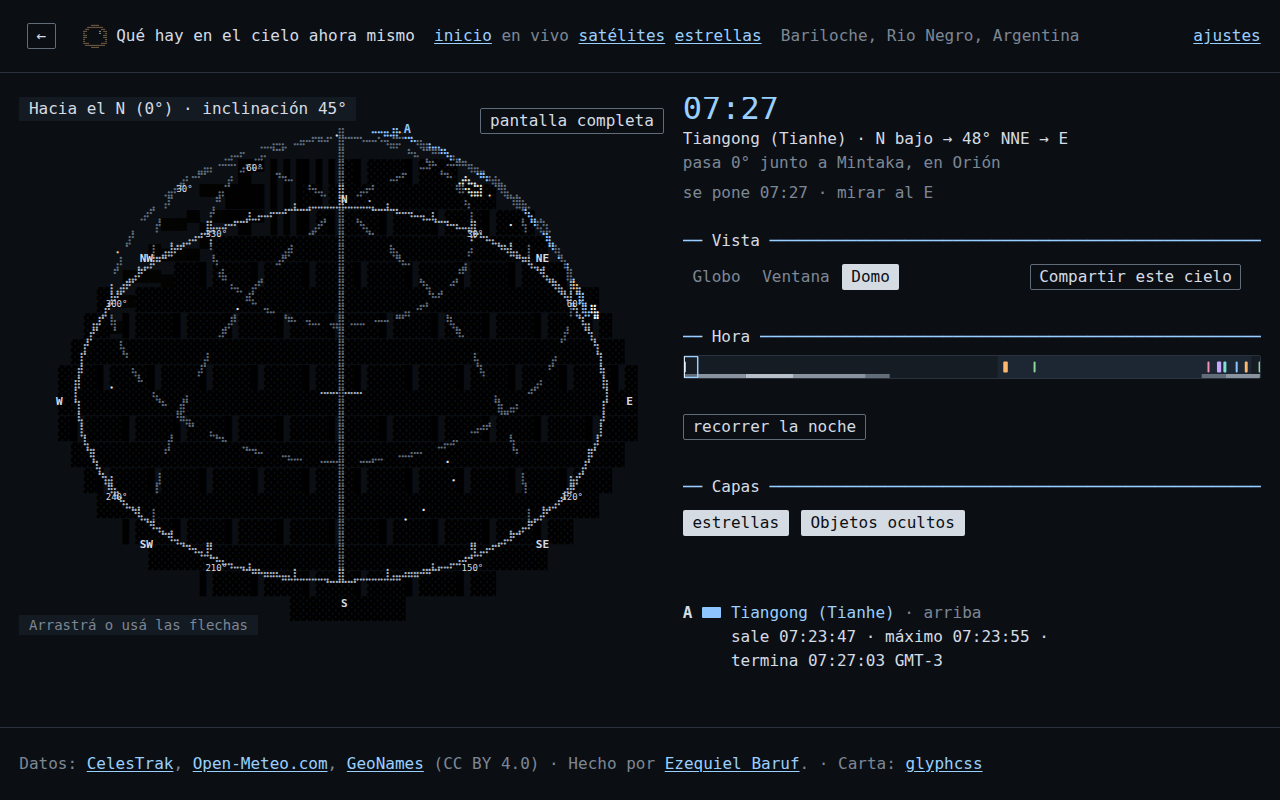 ← Qué hay en el cielo ahora mismo inicio en vivo satélites estrellas Bariloche, Rio Negro, Argentina ajustes
Hacia el N (0°) · inclinación 45°
pantalla completa
A
60°
30°
N
330°
30°
NW
NE
300°
60°
W
E
240°
120°
SW
SE
210°
150°
S
Arrastrá o usá las flechas
07:27
Tiangong (Tianhe) · N bajo → 48° NNE → E
pasa 0° junto a Mintaka, en Orión
se pone 07:27 · mirar al E
Vista
Globo Ventana Domo Compartir este cielo
Hora
recorrer la noche
Capas
estrellas Objetos ocultos
A Tiangong (Tianhe) · arriba
sale 07:23:47 · máximo 07:23:55 ·
termina 07:27:03 GMT-3
Datos: CelesTrak, Open-Meteo.com, GeoNames (CC BY 4.0) · Hecho por Ezequiel Baruf. · Carta: glyphcss